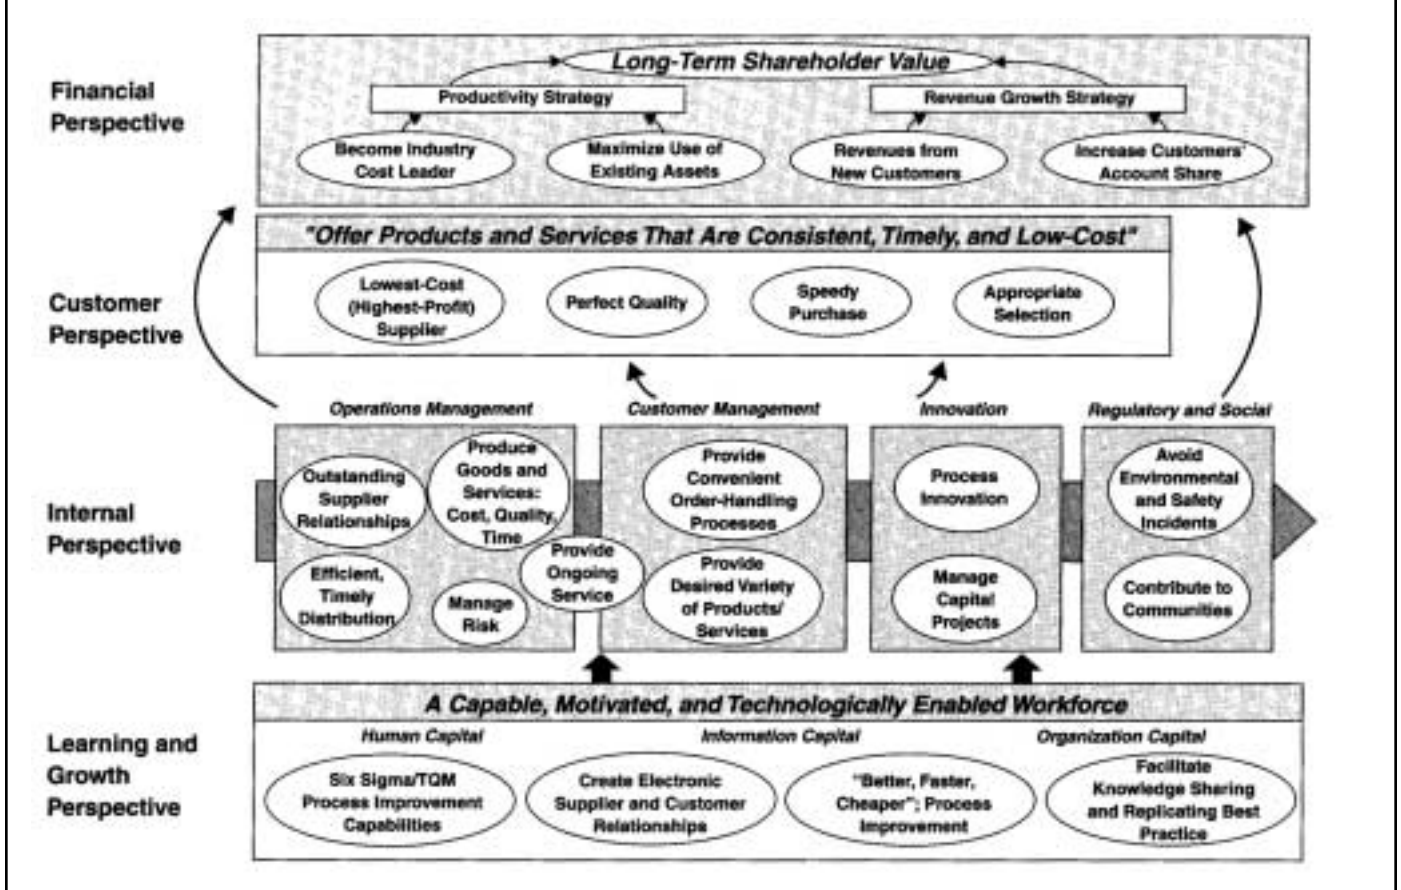 Financial
Perspective
Long-Term Shareholder Value
Productivity Strategy
Revenue Growth Strategy
Become Industry
Cost Leader
Maximize Use of
Existing Assets
Revenues from
New Customers
Increase Customers'
Account Share
Customer
Perspective
"Offer Products and Services That Are Consistent, Timely, and Low-Cost"
Lowest-Cost
(Highest-Profit)
Supplier
Perfect Quality
Speedy
Purchase
Appropriate
Selection
Internal
Perspective
Operations Management
Outstanding
Supplier
Relationships
Produce
Goods and
Services:
Cost, Quality,
Time
Efficient,
Timely
Distribution
Manage
Risk
Provide
Ongoing
Service
Customer Management
Provide
Convenient
Order-Handling
Processes
Provide
Desired Variety
of Products/
Services
Innovation
Process
Innovation
Manage
Capital
Projects
Regulatory and Social
Avoid
Environmental
and Safety
Incidents
Contribute to
Communities
Learning and
Growth
Perspective
A Capable, Motivated, and Technologically Enabled Workforce
Human Capital
Information Capital
Organization Capital
Six Sigma/TQM
Process Improvement
Capabilities
Create Electronic
Supplier and Customer
Relationships
"Better, Faster,
Cheaper"; Process
Improvement
Facilitate
Knowledge Sharing
and Replicating Best
Practice